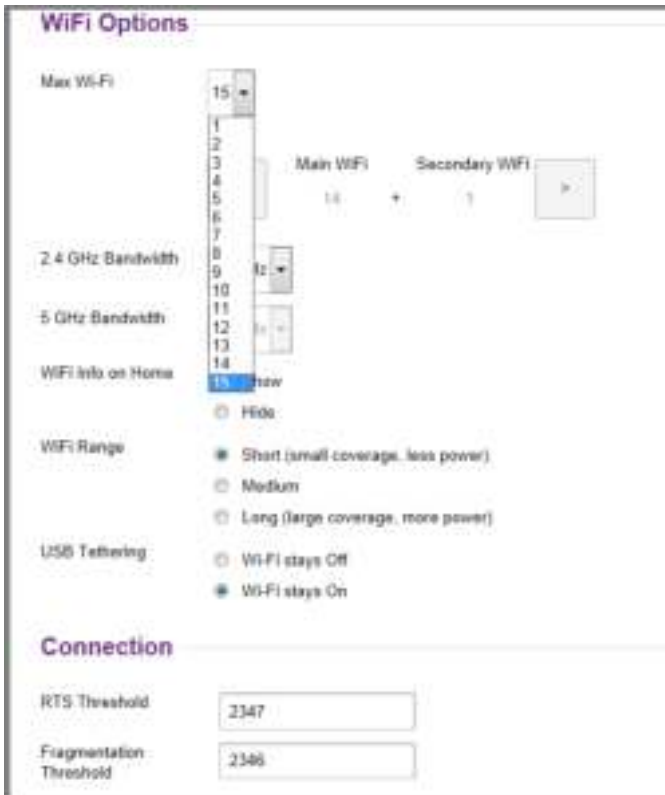 WiFi Options
Max Wi-Fi
15
1
2
3
4
5
6
7
8
9
10
11
12
13
14
15
Main WiFi Secondary WiFi
14 + 1 >
2.4 GHz Bandwidth
5 GHz Bandwidth
WiFi Info on Home
Hide
WiFi Range
Short (small coverage, less power)
Medium
Long (large coverage, more power)
USB Tethering
Wi-Fi stays Off
Wi-Fi stays On
Connection
RTS Threshold
2347
Fragmentation
Threshold
2346